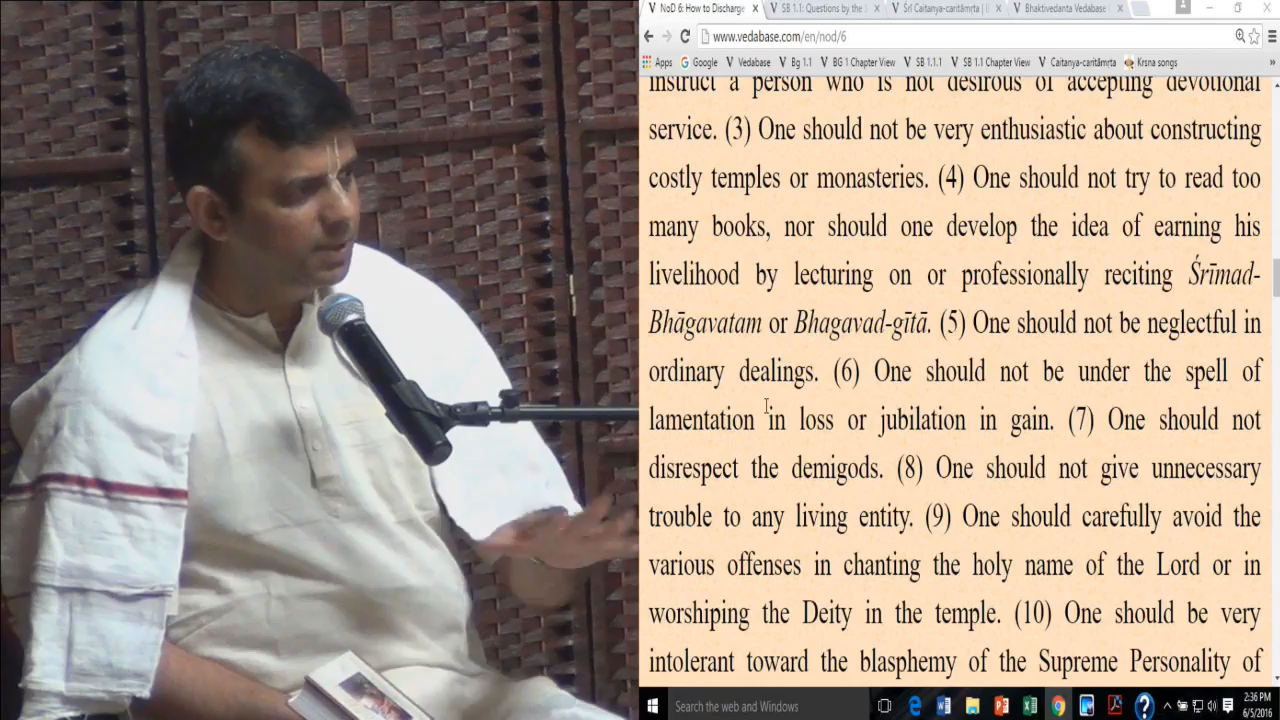 NoD 6: How to Discharge
SB 1.1: Questions by the
Śrī Caitanya-caritāmṛta |
Bhaktivedanta Vedabase
www.vedabase.com/en/nod/6
Apps Google Vedabase Bg 1.1 BG 1 Chapter View SB 1.1.1 SB 1.1 Chapter View Caitanya-caritāmṛta Krsna songs »
instruct a person who is not desirous of accepting devotional
service. (3) One should not be very enthusiastic about constructing
costly temples or monasteries. (4) One should not try to read too
many books, nor should one develop the idea of earning his
livelihood by lecturing on or professionally reciting Śrīmad-
Bhāgavatam or Bhagavad-gītā. (5) One should not be neglectful in
ordinary dealings. (6) One should not be under the spell of
lamentation in loss or jubilation in gain. (7) One should not
disrespect the demigods. (8) One should not give unnecessary
trouble to any living entity. (9) One should carefully avoid the
various offenses in chanting the holy name of the Lord or in
worshiping the Deity in the temple. (10) One should be very
intolerant toward the blasphemy of the Supreme Personality of
Search the web and Windows
2:36 PM
6/5/2016